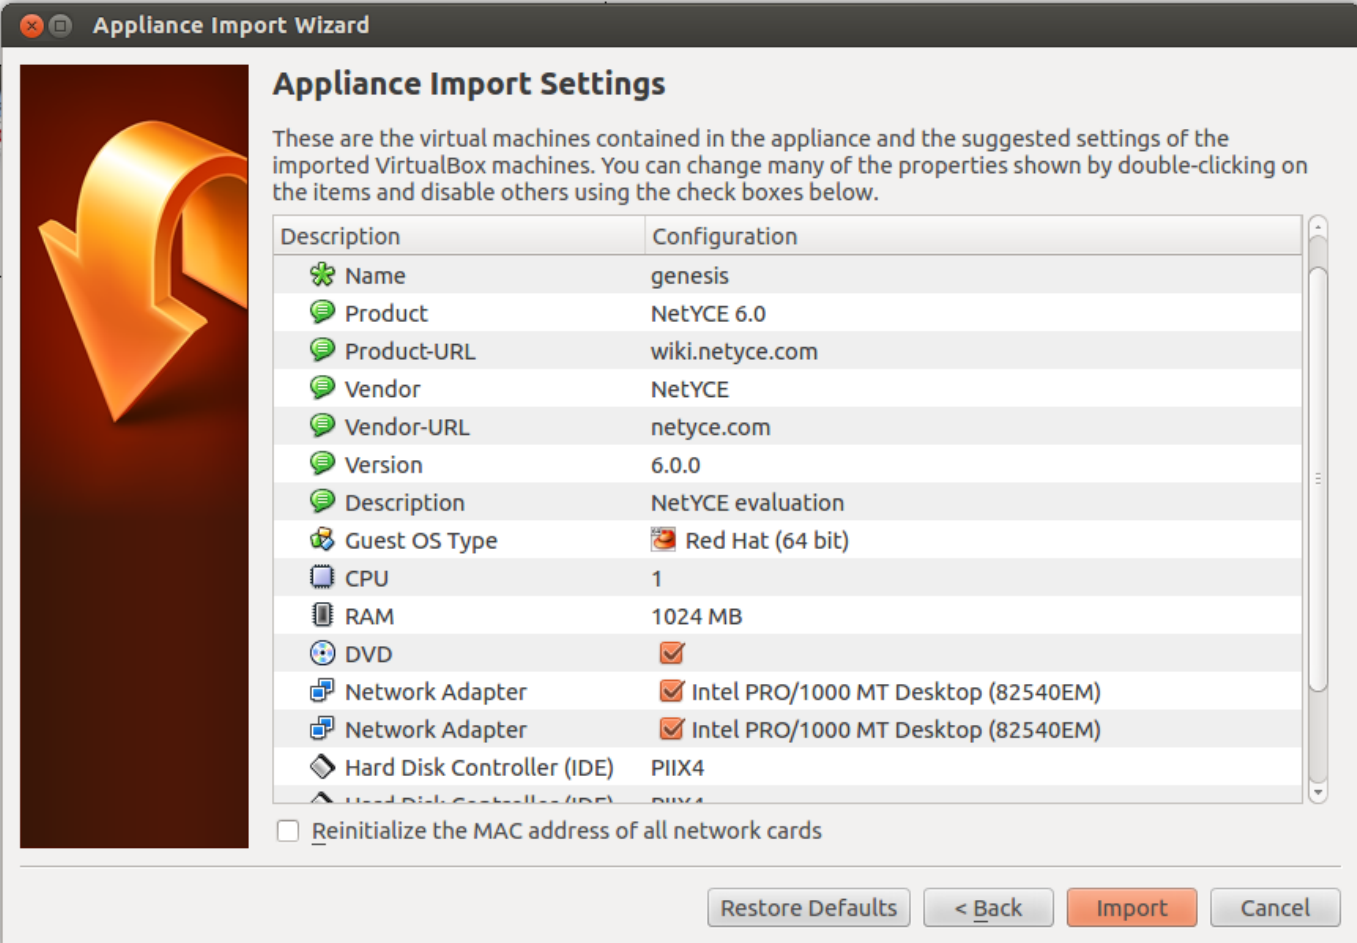 Appliance Import Wizard
Appliance Import Settings
These are the virtual machines contained in the appliance and the suggested settings of the
imported VirtualBox machines. You can change many of the properties shown by double-clicking on
the items and disable others using the check boxes below.
Description Configuration
Name genesis
Product NetYCE 6.0
Product-URL wiki.netyce.com
Vendor NetYCE
Vendor-URL netyce.com
Version 6.0.0
Description NetYCE evaluation
Guest OS Type Red Hat (64 bit)
CPU 1
RAM 1024 MB
DVD
Network Adapter Intel PRO/1000 MT Desktop (82540EM)
Network Adapter Intel PRO/1000 MT Desktop (82540EM)
Hard Disk Controller (IDE) PIIX4
Hard Disk Controller (IDE) PIIX4
Reinitialize the MAC address of all network cards
Restore Defaults < Back Import Cancel